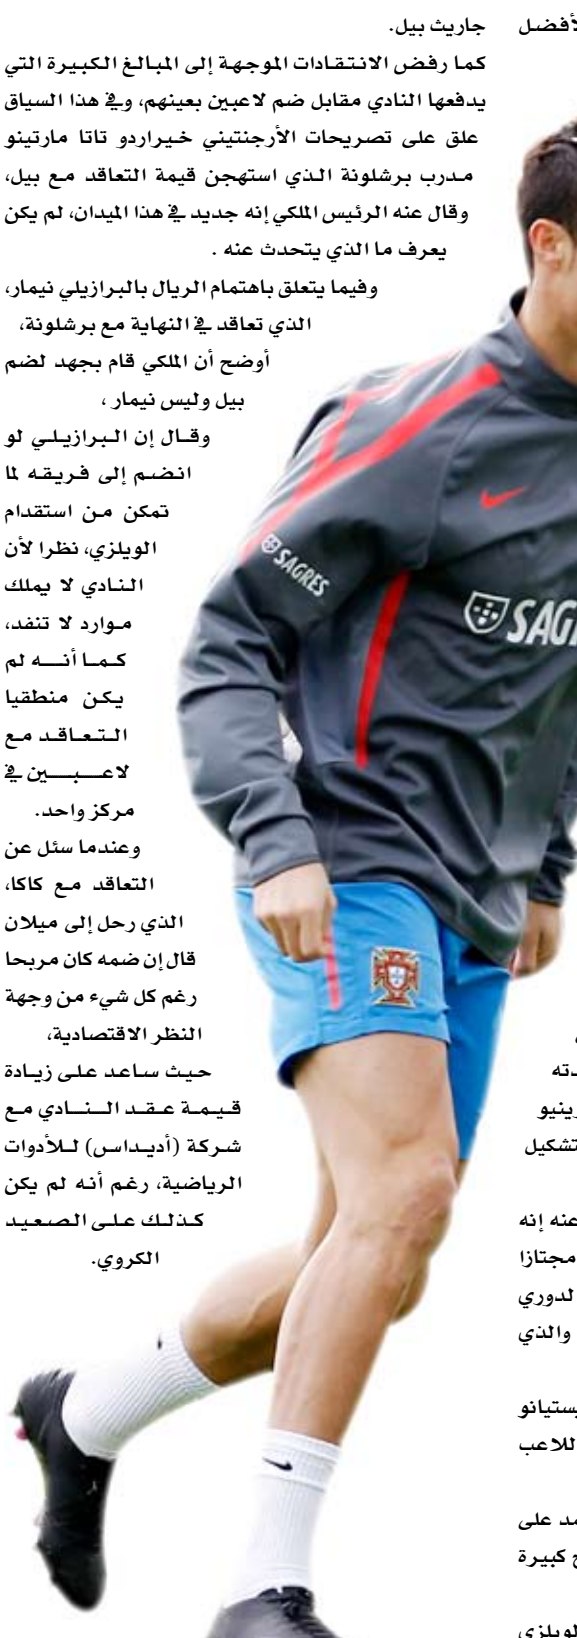 جاريث بيل.
كما رفض الانتقادات الموجهة إلى المبالغ الكبيرة التي
يدفعها النادي مقابل ضم لاعبين بعينهم، وفي هذا السياق
علق على تصريحات الأرجنتيني خيراردو تاتا مارتينو
مدرب برشلونة الذي استهجن قيمة التعاقد مع بيل،
وقال عنه الرئيس الملكي إنه جديد في هذا الميدان، لم يكن
يعرف ما الذي يتحدث عنه .
وفيما يتعلق باهتمام الريال بالبرازيلي نيمار،
الذي تعاقد في النهاية مع برشلونة،
أوضح أن الملكي قام بجهد لضم
بيل وليس نيمار ،
وقال إن البرازيلي لو
انضم إلى فريقه لما
تمكن من استقدام
الويلزي، نظرا لأن
النادي لا يملك
موارد لا تنفد،
كما أنه لم
يكن منطقيا
التعاقد مع
لاعبين في
مركز واحد.
وعندما سئل عن
التعاقد مع كاكا،
الذي رحل إلى ميلان
قال إن ضمه كان مربحا
رغم كل شيء من وجهة
النظر الاقتصادية،
حيث ساعد على زيادة
قيمة عقد النادي مع
شركة (أديداس) للأدوات
الرياضية، رغم أنه لم يكن
كذلك على الصعيد
الكروي.
SAGRES
عنه إنه
مجتازا
لدوري
والذي
للاعب
كبيرة